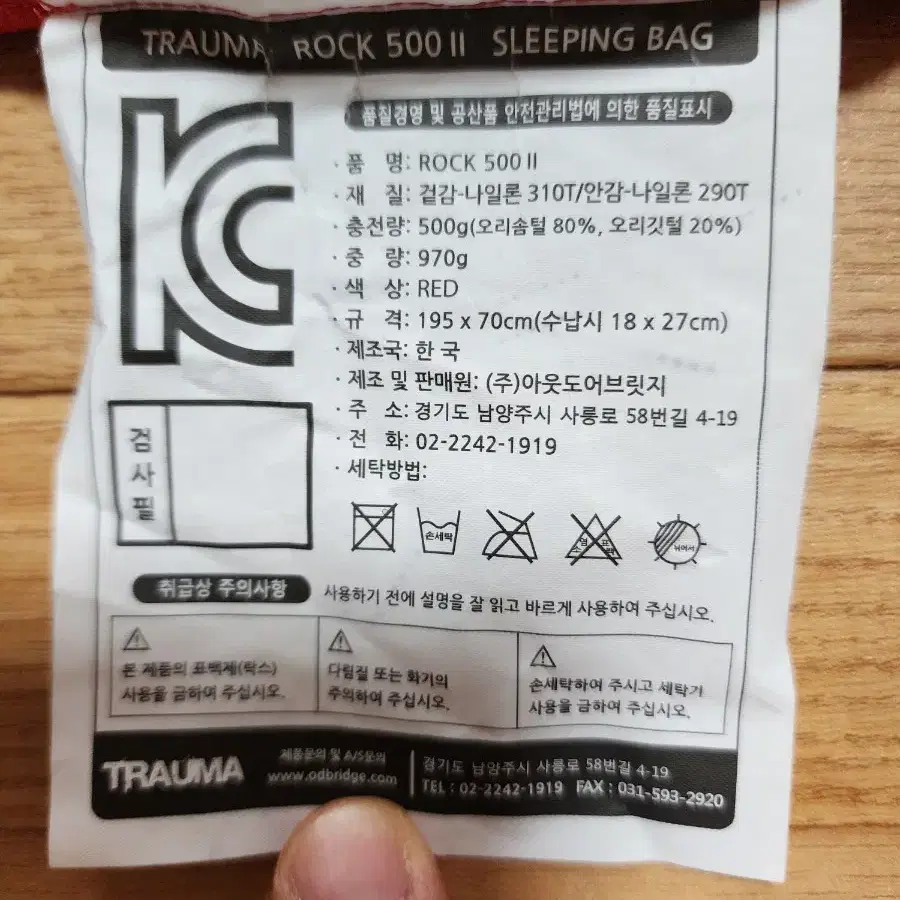 TRAUMA ROCK 500 II SLEEPING BAG
품질경영 및 공산품 안전관리법에 의한 품질표시
· 품 명: ROCK 500 II
· 재 질: 겉감-나일론 310T/안감-나일론 290T
· 충전량: 500g(오리솜털 80%, 오리깃털 20%)
· 중 량: 970g
· 색 상: RED
· 규 격: 195 x 70cm(수납시 18 x 27cm)
· 제조국: 한 국
· 제조 및 판매원: (주)아웃도어브릿지
· 주 소: 경기도 남양주시 사릉로 58번길 4-19
· 전 화: 02-2242-1919
· 세탁방법:
검사필
손세탁
염소 표백
뉘어서
취급상 주의사항
사용하기 전에 설명을 잘 읽고 바르게 사용하여 주십시오.
본 제품의 표백제(락스)
사용을 금하여 주십시오.
다림질 또는 화기의
주의하여 주십시오.
손세탁하여 주시고 세탁기
사용을 금하여 주십시오.
TRAUMA
제품문의 및 A/S문의
www.odbridge.com
경기도 남양주시 사릉로 58번길 4-19
TEL : 02-2242-1919 FAX : 031-593-2920